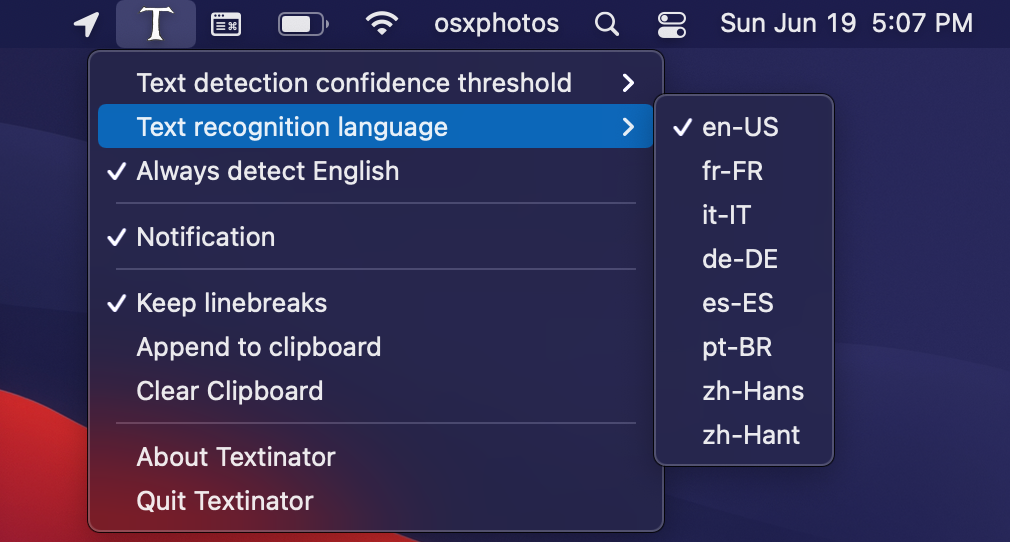 T osxphotos Sun Jun 19 5:07 PM
Text detection confidence threshold
Text recognition language
Always detect English
Notification
Keep linebreaks
Append to clipboard
Clear Clipboard
About Textinator
Quit Textinator
en-US
fr-FR
it-IT
de-DE
es-ES
pt-BR
zh-Hans
zh-Hant